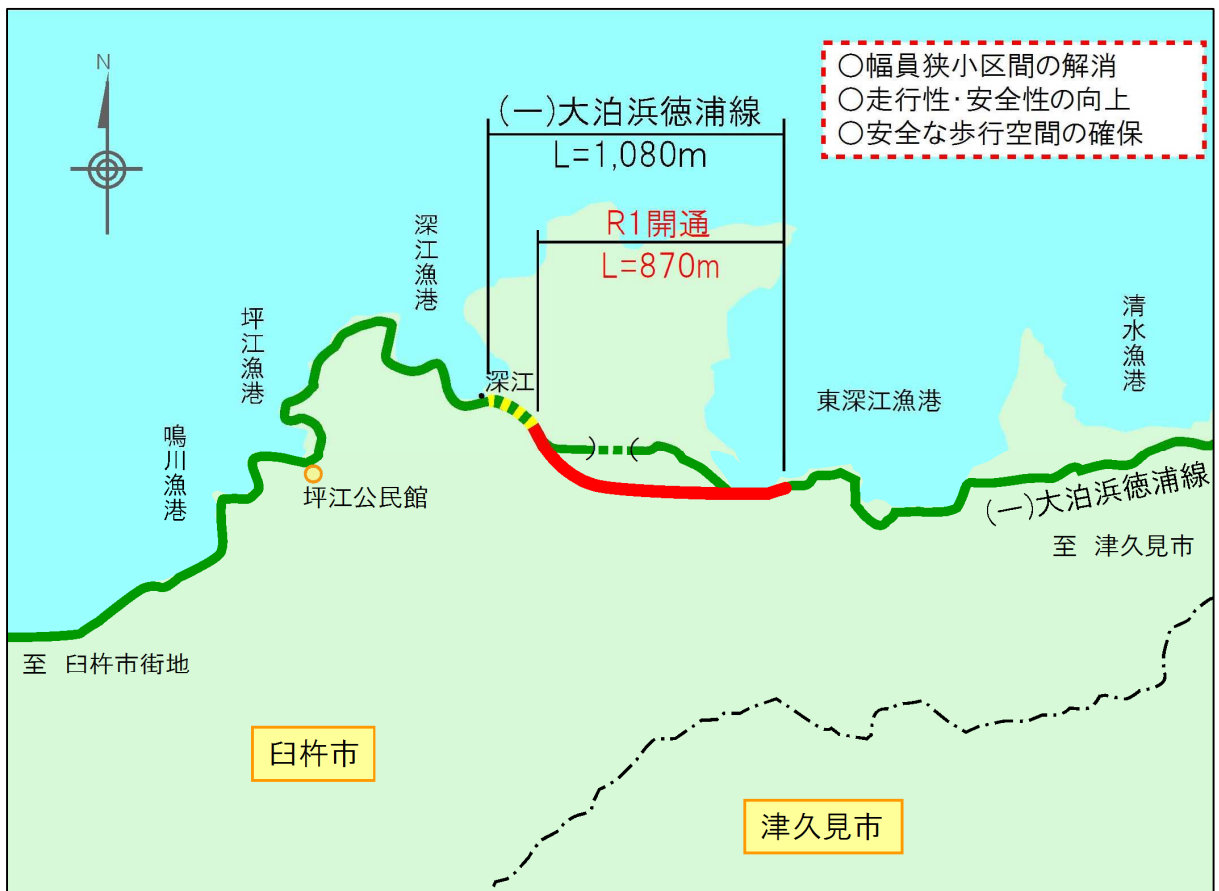 N
○幅員狭小区間の解消
○走行性・安全性の向上
○安全な歩行空間の確保
(一)大泊浜徳浦線
L=1,080m
R1開通
L=870m
深江漁港
坪江漁港
鳴川漁港
清水漁港
深江
東深江漁港
坪江公民館
(一)大泊浜徳浦線
至 津久見市
至 臼杵市街地
臼杵市
津久見市